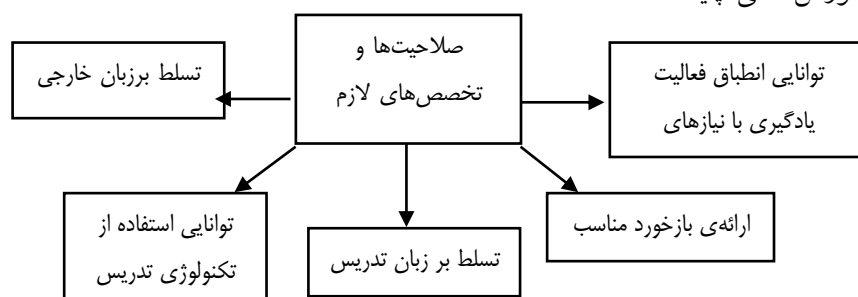 صلاحیت‌ها و
تخصص‌های لازم
توانایی انطباق فعالیت
یادگیری با نیازهای
تسلط برزبان خارجی
ارائه‌ی بازخورد مناسب
تسلط بر زبان تدریس
توانایی استفاده از
تکنولوژی تدریس